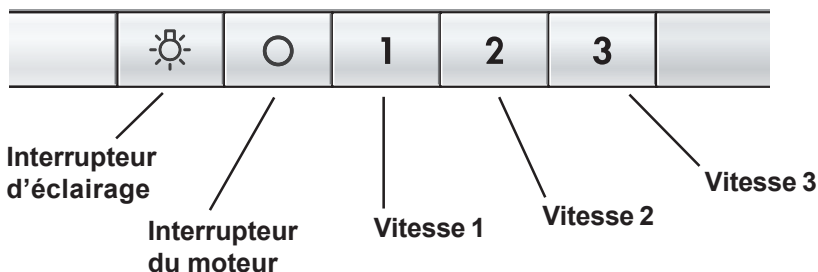 1 2 3
Interrupteur
d’éclairage
Interrupteur
du moteur
Vitesse 1
Vitesse 2
Vitesse 3